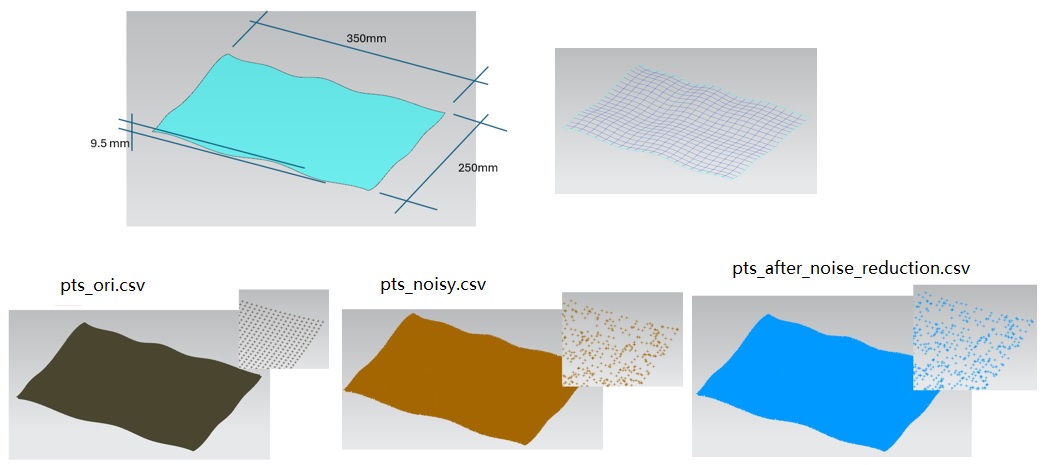 350mm
9.5 mm
250mm
pts_ori.csv
pts_noisy.csv
pts_after_noise_reduction.csv